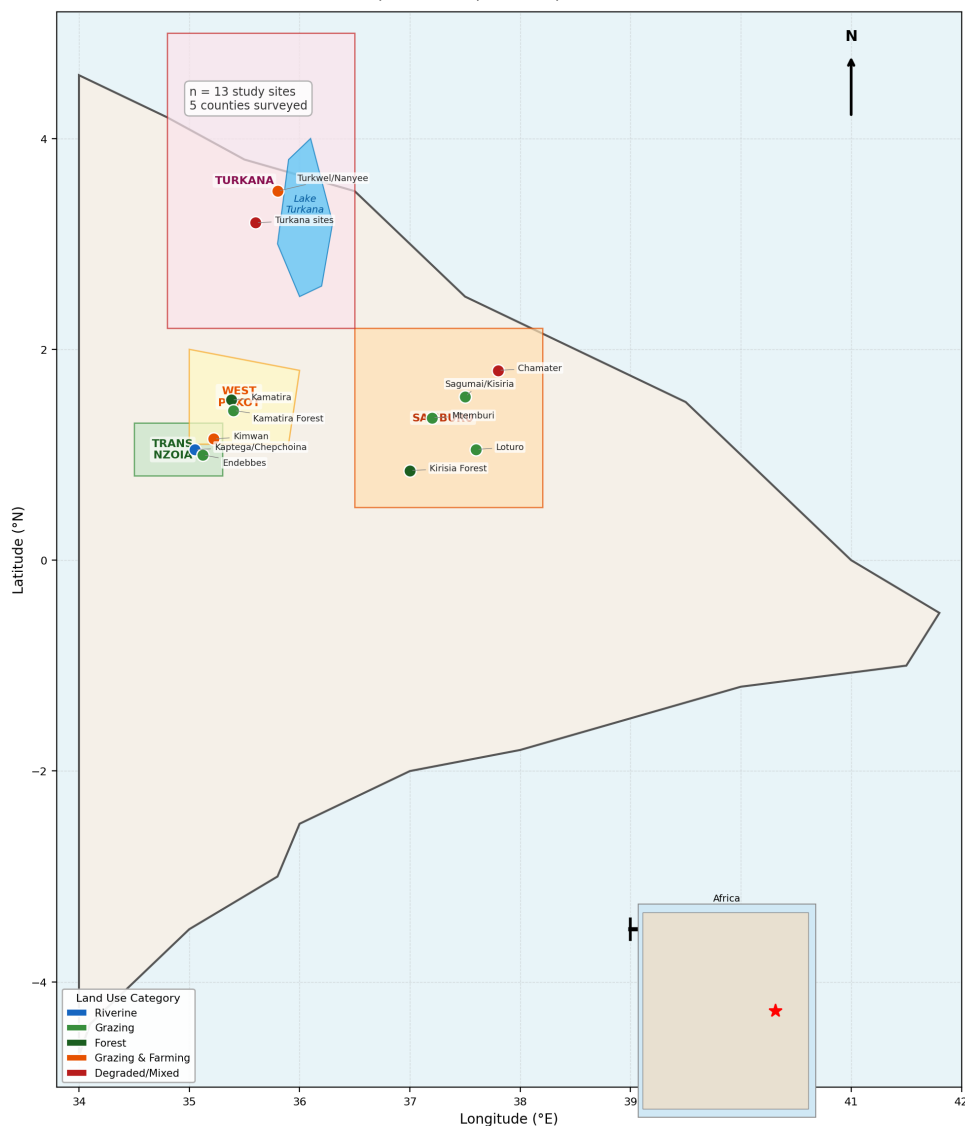 N
n = 13 study sites
5 counties surveyed
4
TURKANA
Turkwel/Nanyee
Lake
Turkana
Turkana sites
2
Chamater
Sagumai/Kisiria
WEST
Kamatira
Kamatira Forest
Mtemburi
Kimwan
TRANS
NZOIA
Kaptega/Chepchoina
Endebbes
Loturo
Kirisia Forest
Latitude (°N)
0
−2
−4
Africa
Land Use Category
Riverine
Grazing
Forest
Grazing & Farming
Degraded/Mixed
34 35 36 37 38 39 41 42
Longitude (°E)